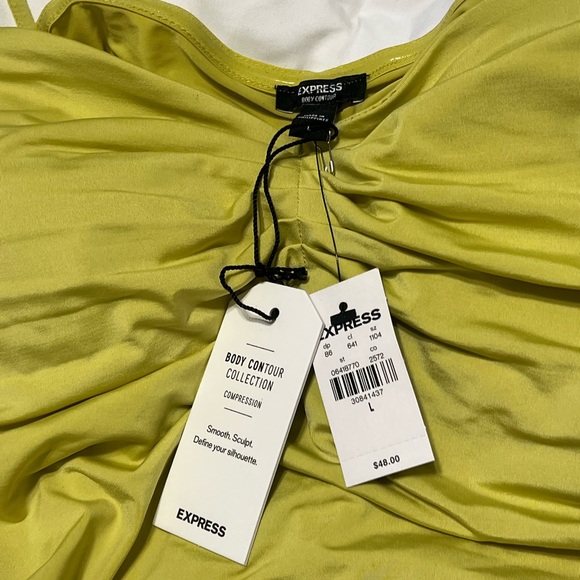 EXPRESS
BODY CONTOUR
L
BODY CONTOUR
COLLECTION
COMPRESSION
Smooth. Sculpt.
Define your silhouette.
EXPRESS
EXPRESS
dp cl sz
86 641 1104
st co
06418770 2572
30841437
L
$48.00